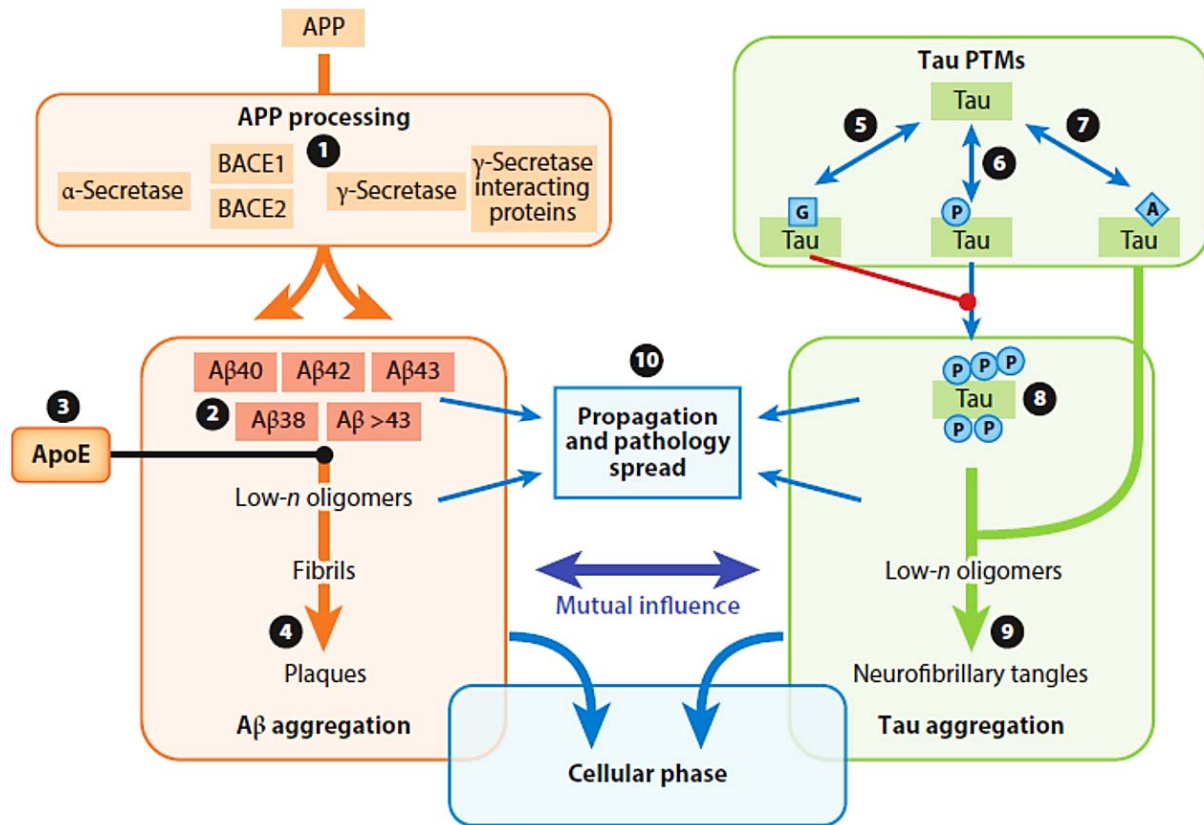 APP
APP processing
1
α-Secretase
BACE1
BACE2
γ-Secretase
γ-Secretase
interacting
proteins
Tau PTMs
Tau
5
6
7
G
Tau
P
Tau
A
Tau
Aβ40
Aβ42
Aβ43
2
Aβ38
Aβ >43
3
ApoE
Low-n oligomers
Fibrils
4
Plaques
Aβ aggregation
10
Propagation
and pathology
spread
Mutual influence
P P P
Tau
8
P P
Low-n oligomers
9
Neurofibrillary tangles
Tau aggregation
Cellular phase